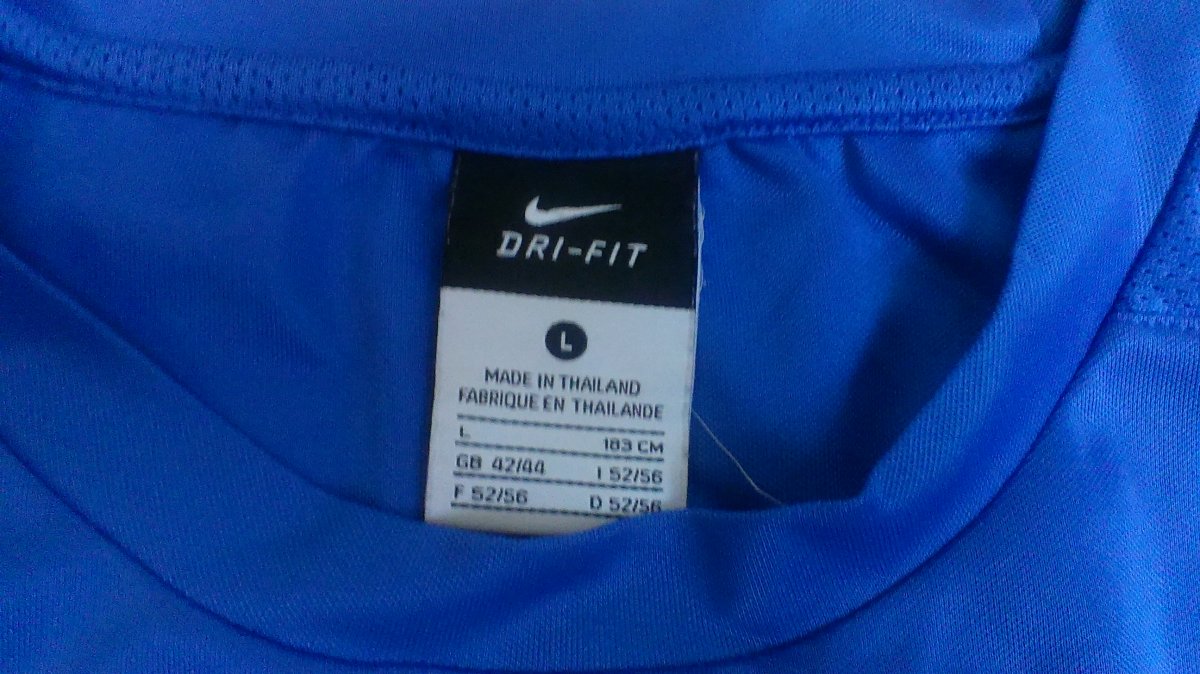 DRI-FIT
L
MADE IN THAILAND
FABRIQUE EN THAILANDE
L 183 CM
GB 42/44 I 52/56
F 52/56 D 52/56